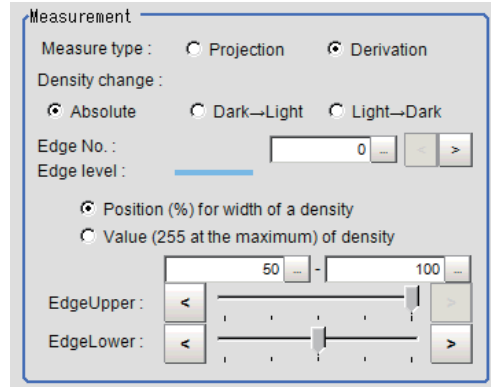 Measurement
Measure type : Projection Derivation
Density change :
Absolute Dark→Light Light→Dark
Edge No. : 0 ... < >
Edge level :
Position (%) for width of a density
Value (255 at the maximum) of density
50 ... - 100 ...
EdgeUpper : < >
EdgeLower : < >